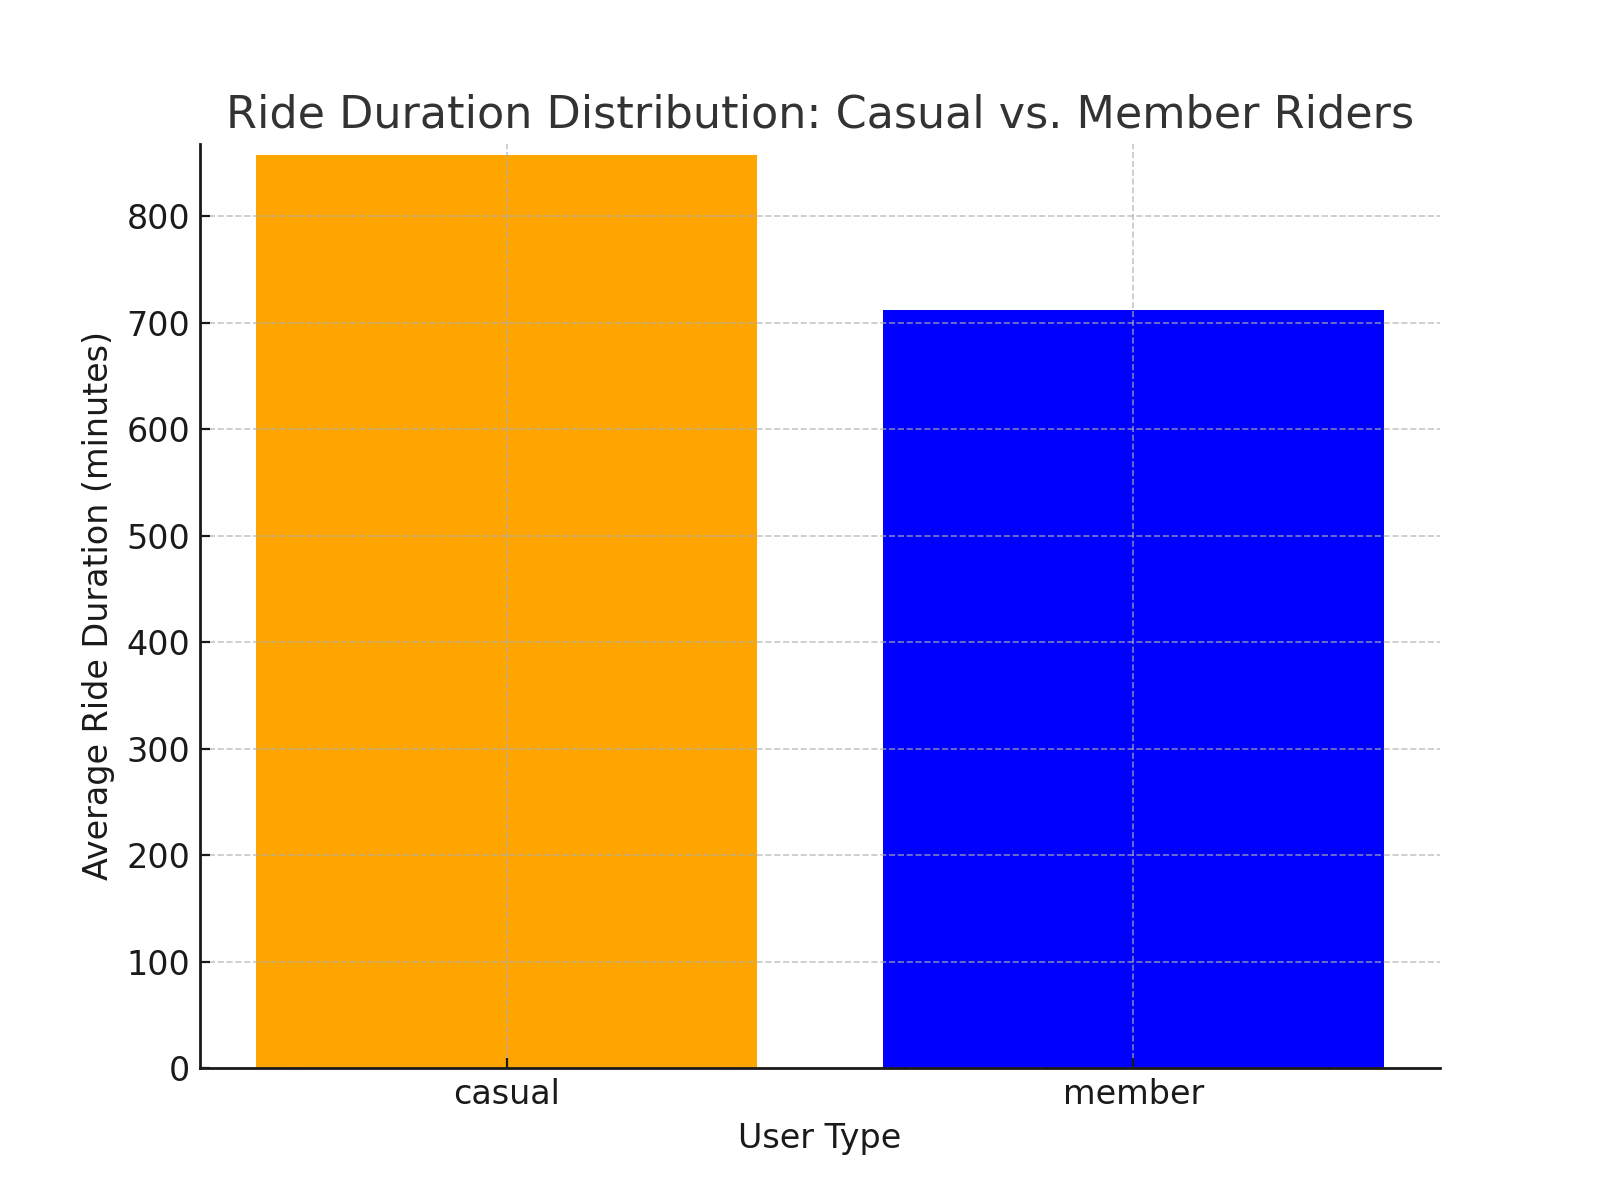 Ride Duration Distribution: Casual vs. Member Riders
Average Ride Duration (minutes)
800
700
600
500
400
300
200
100
0
casual member
User Type